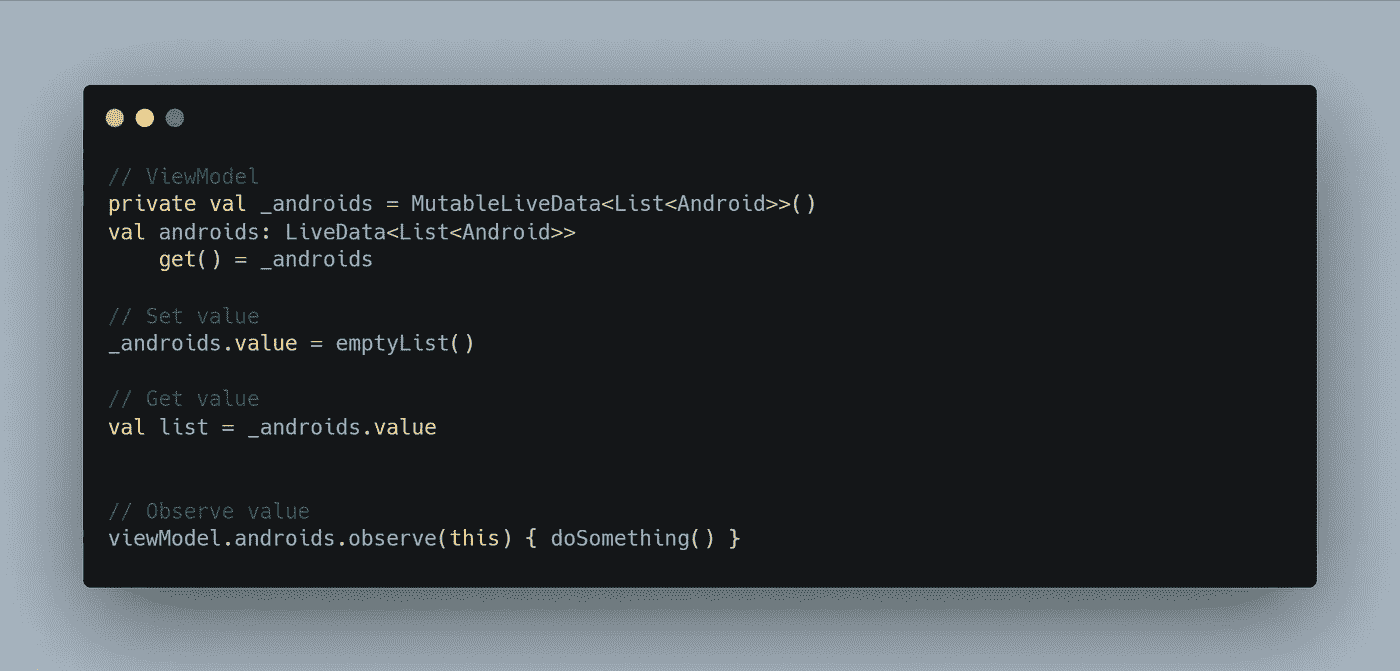 // ViewModel
private val _androids = MutableLiveData<List<Android>>()
val androids: LiveData<List<Android>>
    get() = _androids
// Set value
_androids.value = emptyList()
// Get value
val list = _androids.value
// Observe value
viewModel.androids.observe(this) { doSomething() }